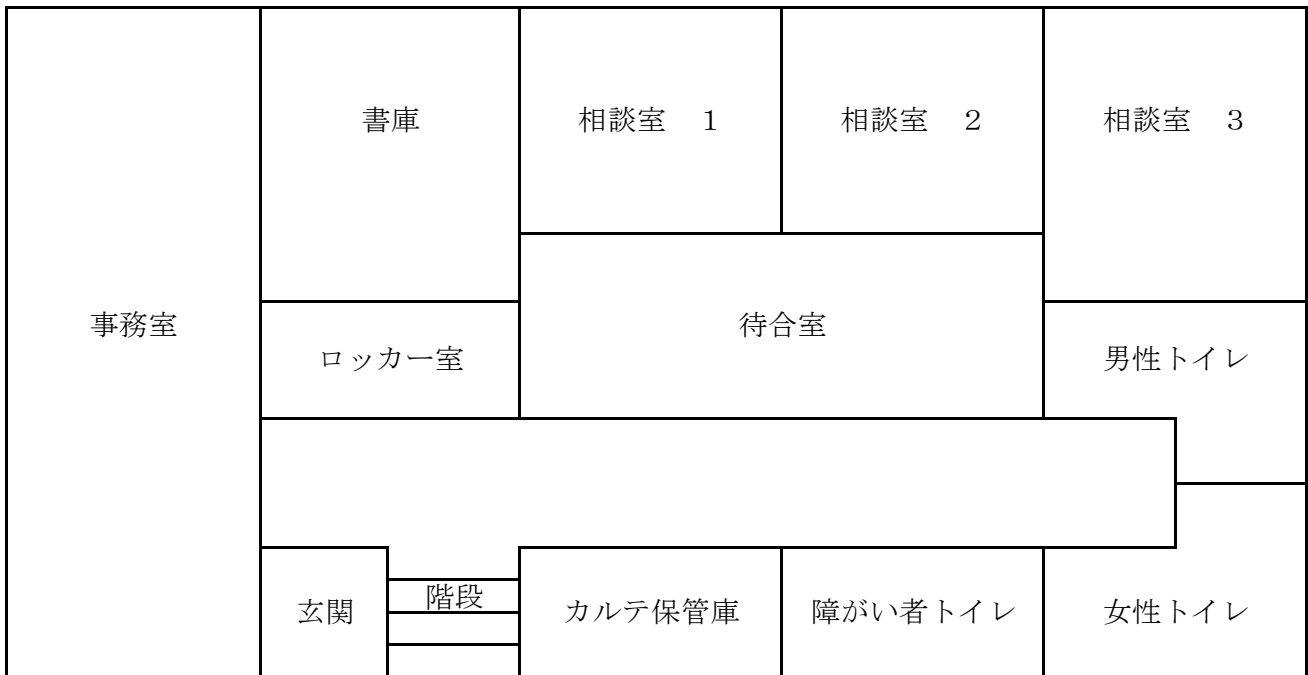 書庫
相談室　１
相談室　２
相談室　３
事務室
待合室
ロッカー室
男性トイレ
階段
玄関
カルテ保管庫
障がい者トイレ
女性トイレ